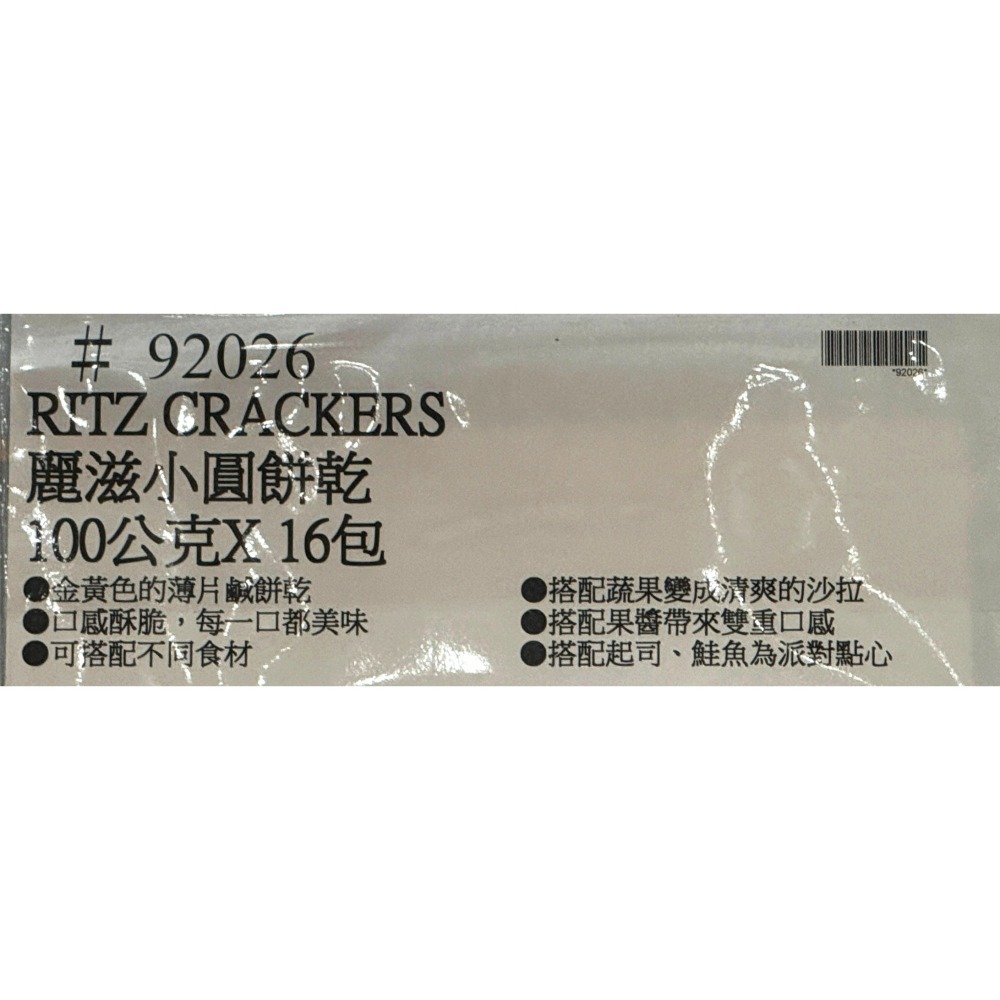 # 92026
*92026*
RITZ CRACKERS
麗滋小圓餅乾
100公克X 16包
●金黃色的薄片鹹餅乾
●口感酥脆，每一口都美味
●可搭配不同食材
●搭配蔬果變成清爽的沙拉
●搭配果醬帶來雙重口感
●搭配起司、鮭魚為派對點心